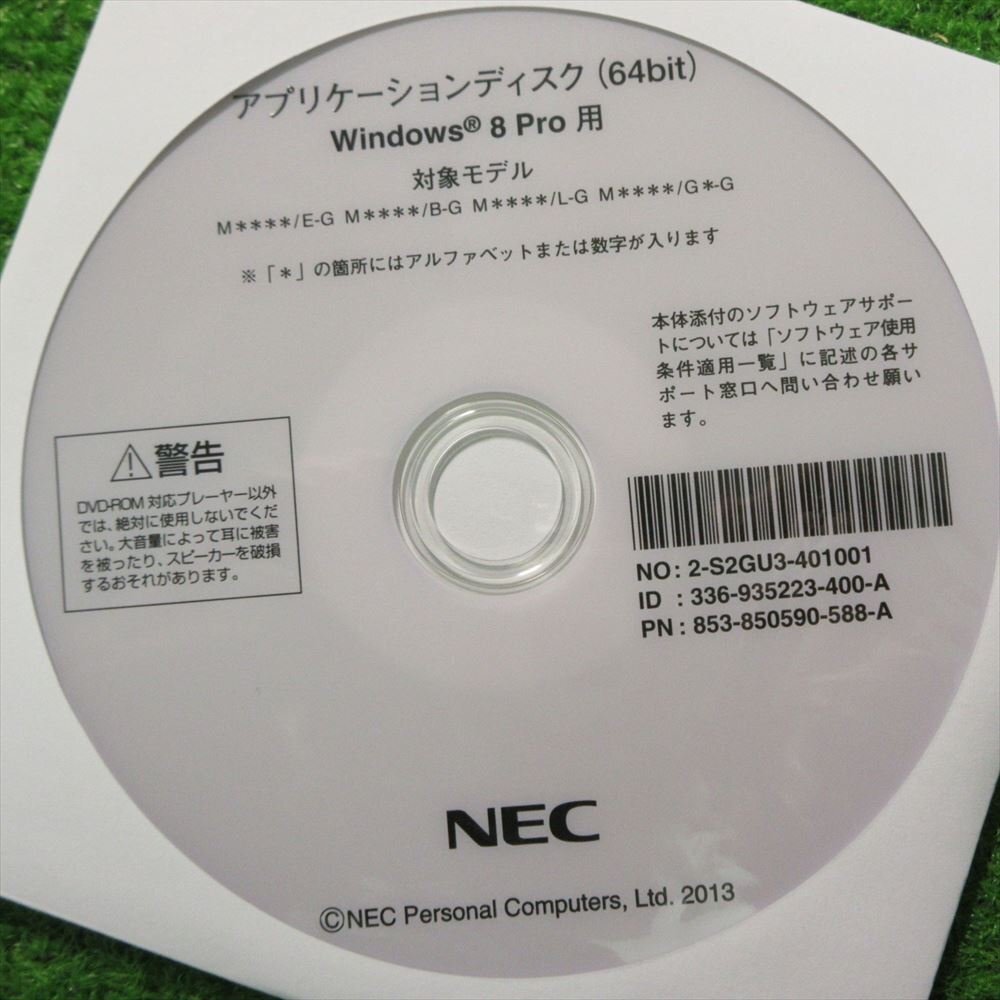 アプリケーションディスク(64bit)
Windows® 8 Pro 用
対象モデル
M****/E-G M****/B-G M****/L-G M****/G*-G
※「*」の箇所にはアルファベットまたは数字が入ります
本体添付のソフトウェアサポー
トについては「ソフトウェア使用
条件適用一覧」に記述の各サ
ポート窓口へ問い合わせ願い
ます。
⚠警告
DVD-ROM 対応プレーヤー以外
では、絶対に使用しないでくだ
さい。大音量によって耳に被害
を被ったり、スピーカーを破損
するおそれがあります。
NO: 2-S2GU3-401001
ID : 336-935223-400-A
PN : 853-850590-588-A
NEC
©NEC Personal Computers, Ltd. 2013